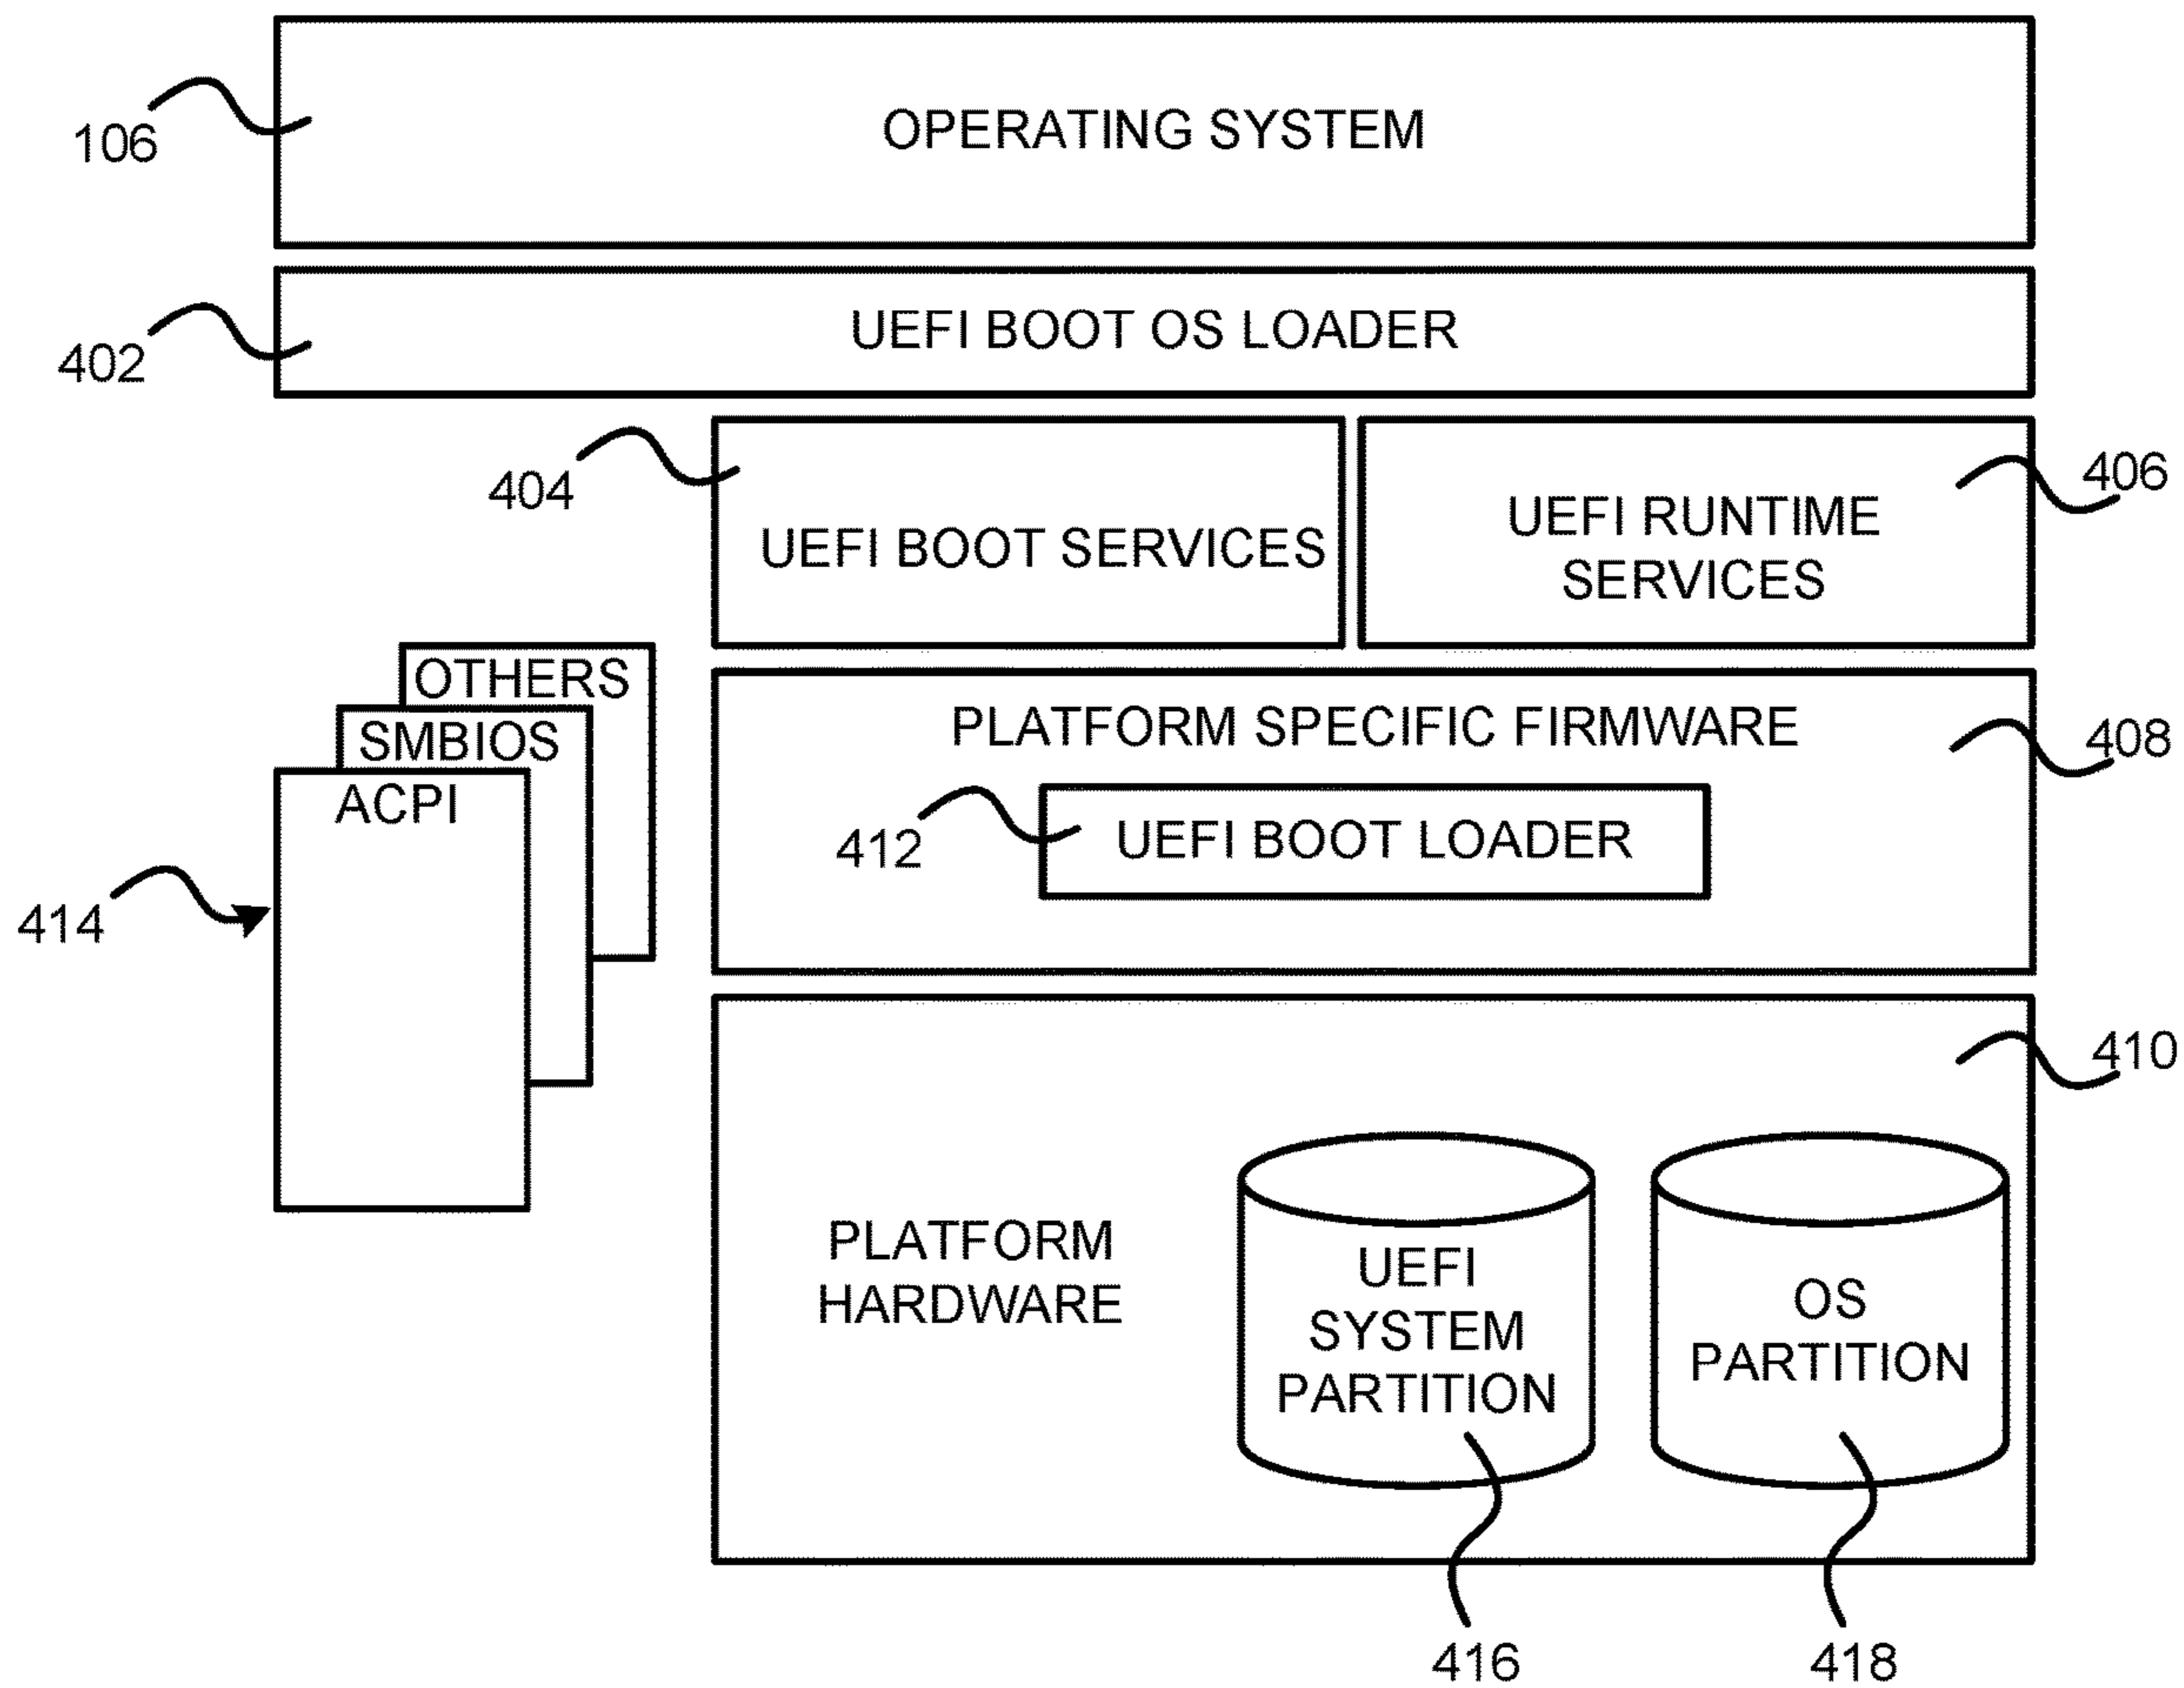 OPERATING SYSTEM
106
UEFI BOOT OS LOADER
402
404
UEFI BOOT SERVICES
406
UEFI RUNTIME
SERVICES
OTHERS
SMBIOS
ACPI
414
PLATFORM SPECIFIC FIRMWARE
408
412
UEFI BOOT LOADER
410
PLATFORM
HARDWARE
UEFI
SYSTEM
PARTITION
OS
PARTITION
416
418